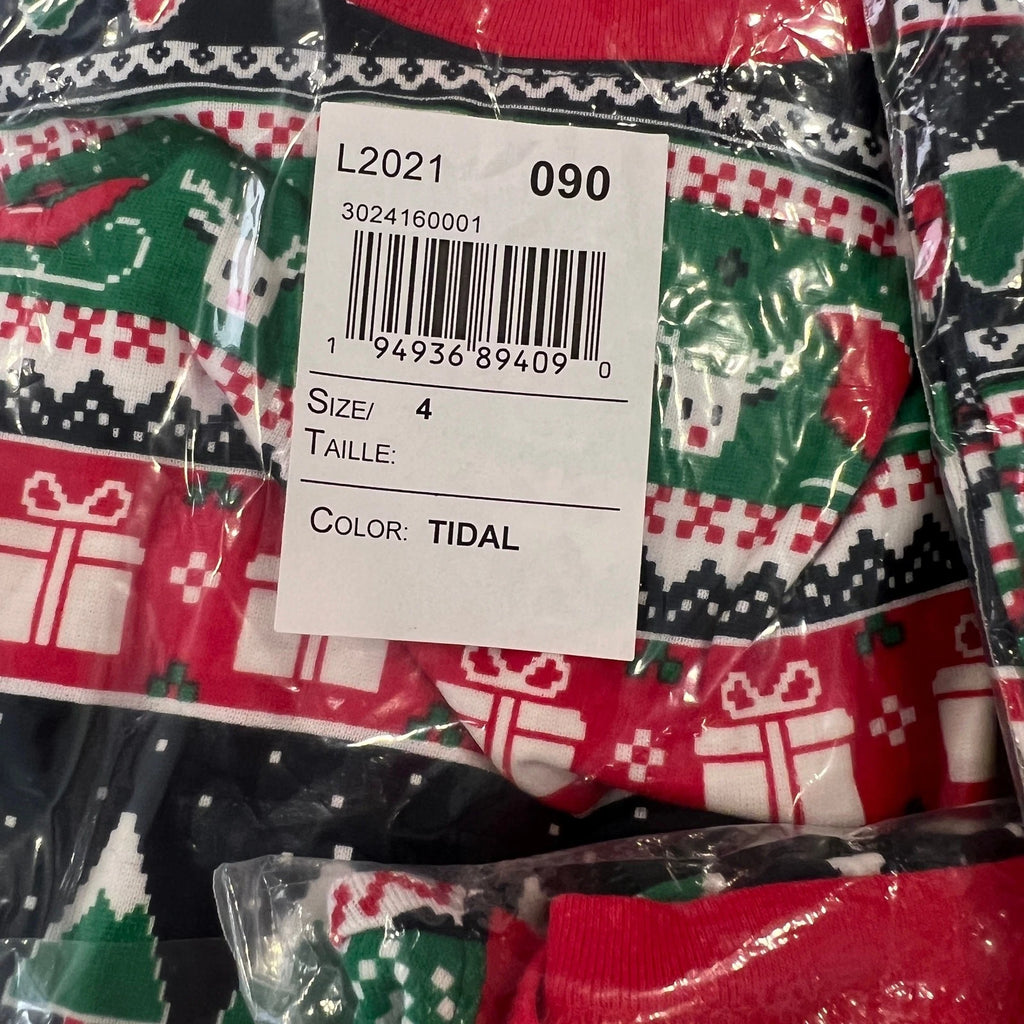 L2021 090
3024160001
1 94936 89409 0
SIZE/ 4
TAILLE:
COLOR: TIDAL